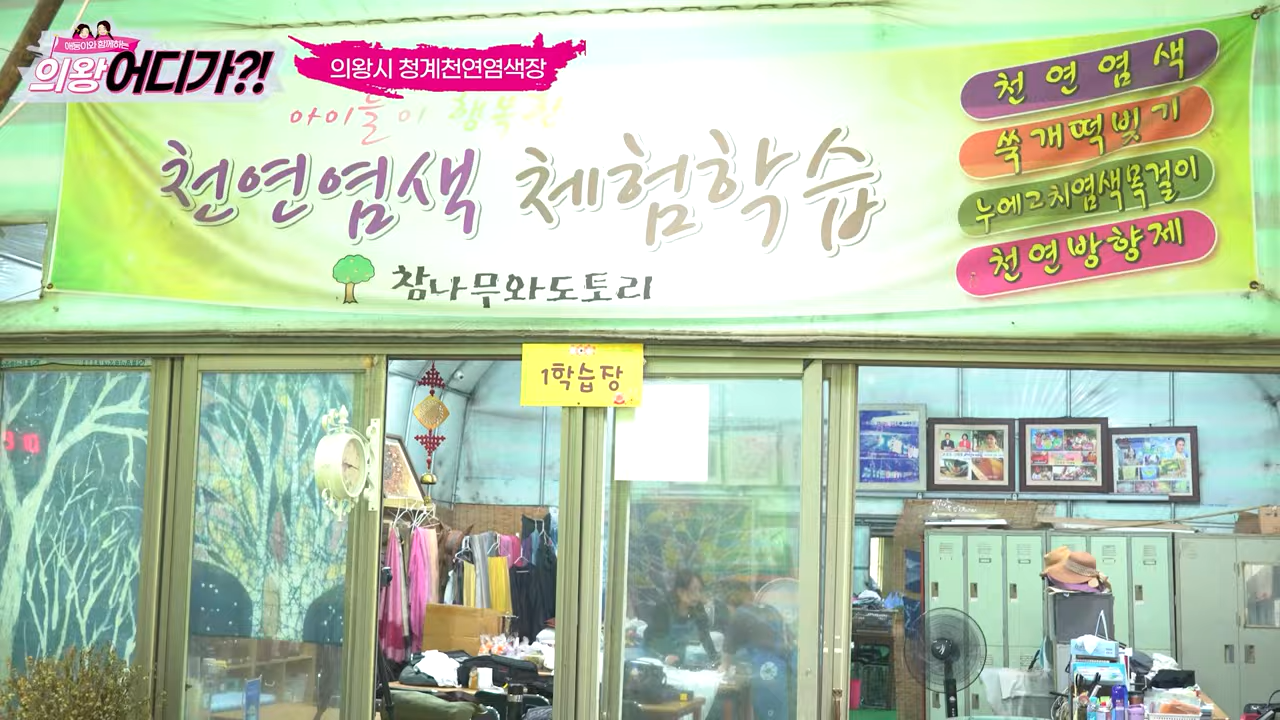 애둥이와 함께하는
의왕어디가?!
의왕시 청계천연염색장
아이들이 행복한
천연염색 체험학습
참나무와도토리
천연염색
쑥개떡빚기
누에고치염색목걸이
천연방향제
1학습장